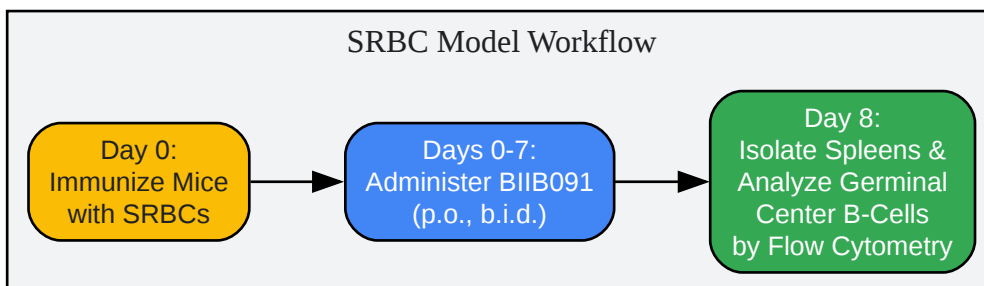 SRBC Model Workflow
Day 0:
Immunize Mice
with SRBCs
Days 0-7:
Administer BIIB091
(p.o., b.i.d.)
Day 8:
Isolate Spleens &
Analyze Germinal
Center B-Cells
by Flow Cytometry